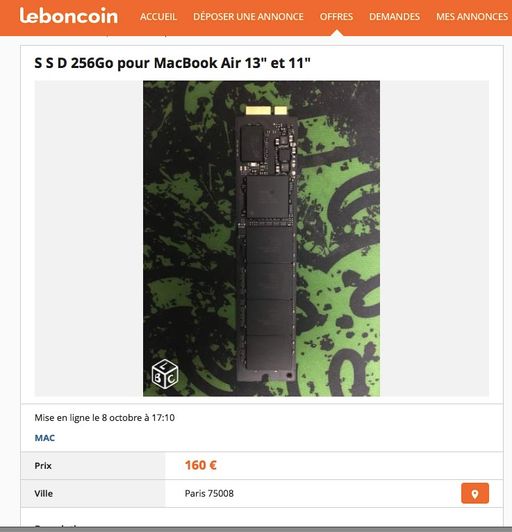 leboncoin ACCUEIL DÉPOSER UNE ANNONCE OFFRES DEMANDES MES ANNONCES
S S D 256Go pour MacBook Air 13" et 11"
L B C
Mise en ligne le 8 octobre à 17:10
MAC
Prix 160 €
Ville Paris 75008